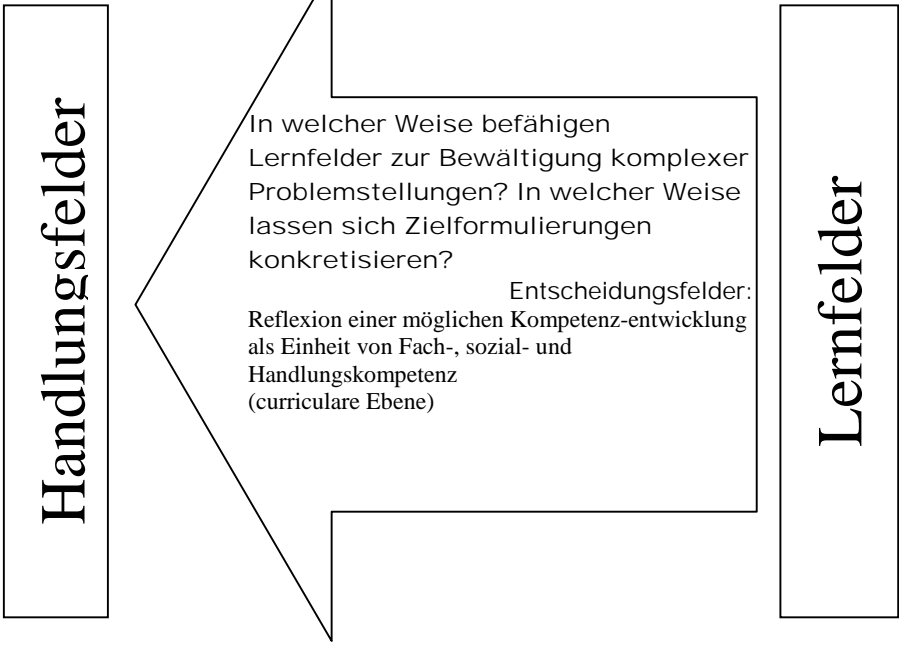 Handlungsfelder
In welcher Weise befähigen
Lernfelder zur Bewältigung komplexer
Problemstellungen? In welcher Weise
lassen sich Zielformulierungen
konkretisieren?
Entscheidungsfelder:
Reflexion einer möglichen Kompetenz-entwicklung
als Einheit von Fach-, sozial- und
Handlungskompetenz
(curriculare Ebene)
Lernfelder